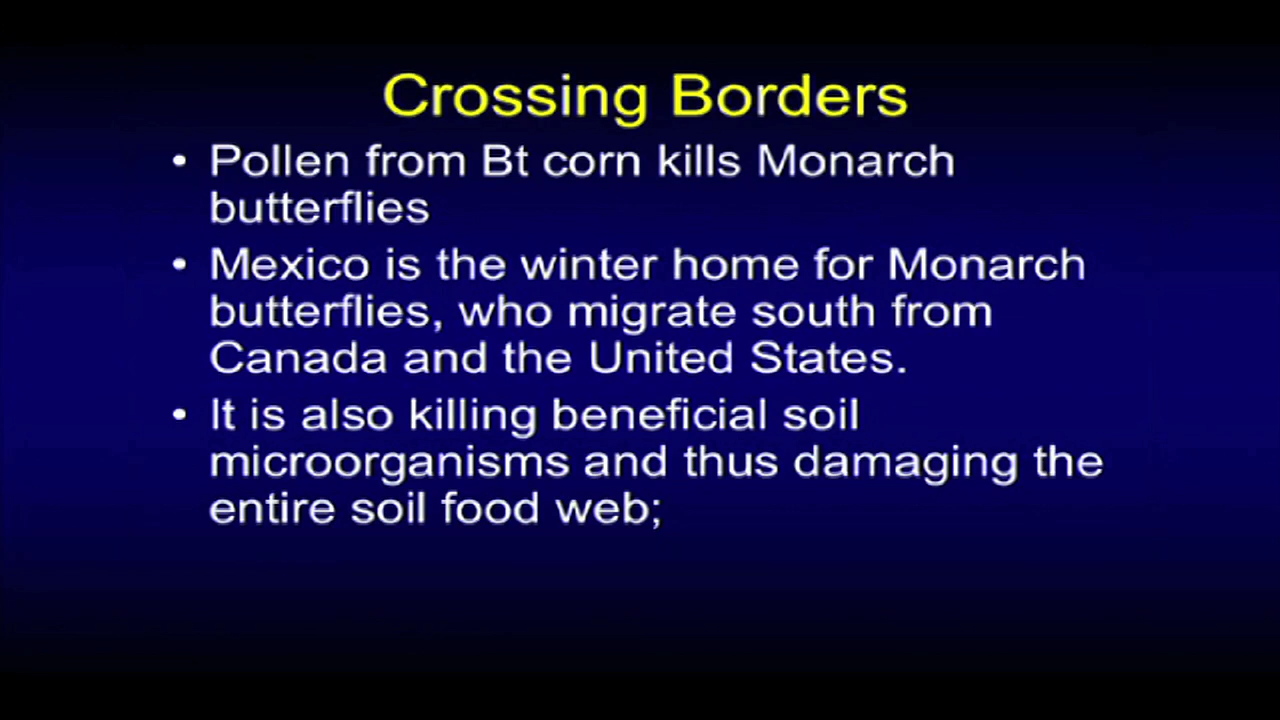 Crossing Borders
• Pollen from Bt corn kills Monarch
butterflies
• Mexico is the winter home for Monarch
butterflies, who migrate south from
Canada and the United States.
• It is also killing beneficial soil
microorganisms and thus damaging the
entire soil food web;